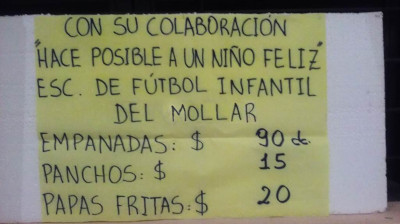 CON SU COLABORACIÓN
"HACE POSIBLE A UN NIÑO FELIZ"
ESC. DE FÚTBOL INFANTIL
DEL MOLLAR
EMPANADAS: $ 90 dc.
PANCHOS: $ 15
PAPAS FRITAS: $ 20